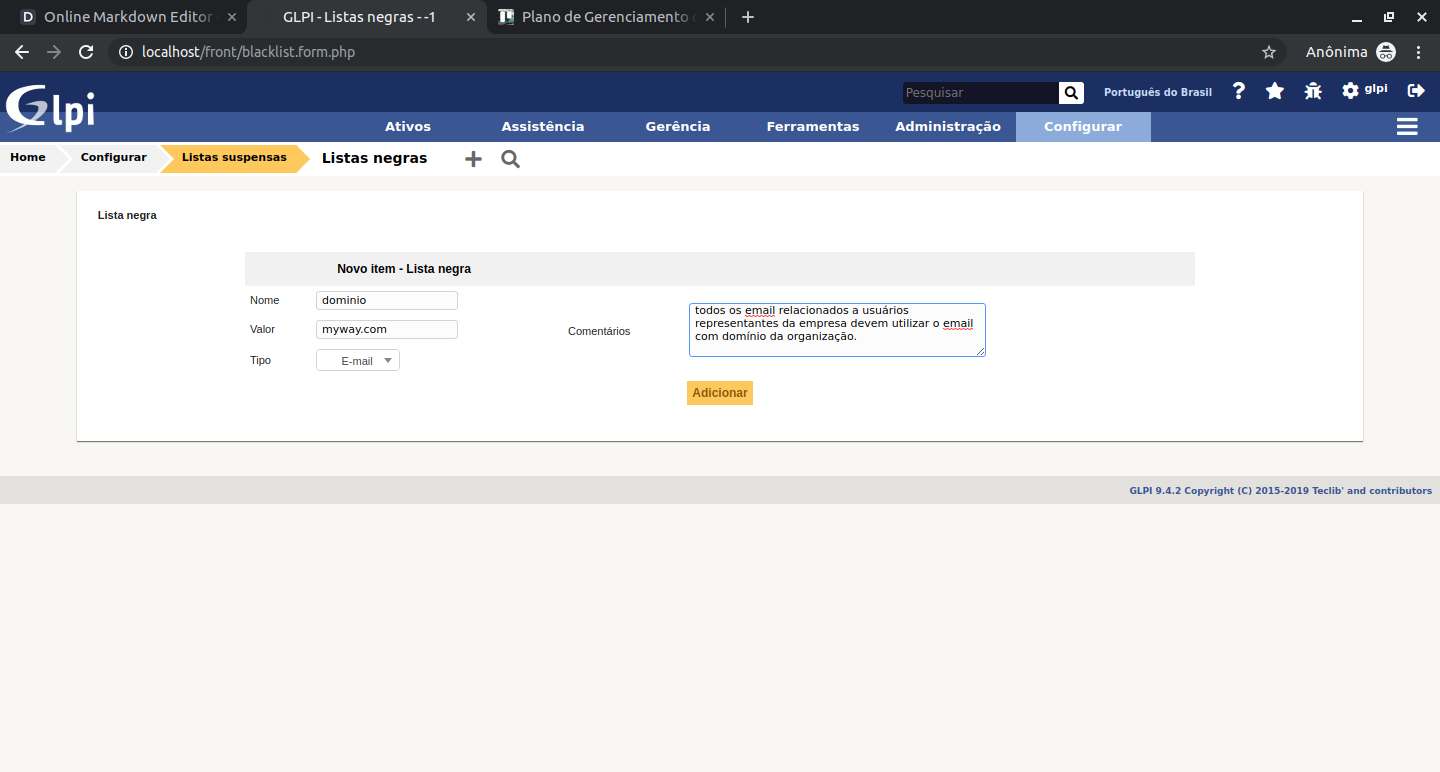 Online Markdown Editor -
GLPI - Listas negras - -1
Plano de Gerenciamento
localhost/front/blacklist.form.php
Anônima
Glpi
Pesquisar
Português do Brasil
glpi
Ativos
Assistência
Gerência
Ferramentas
Administração
Configurar
Home
Configurar
Listas suspensas
Listas negras
Lista negra
Novo item - Lista negra
Nome
dominio
Valor
myway.com
Tipo
E-mail
Comentários
todos os email relacionados a usuários
representantes da empresa devem utilizar o email
com domínio da organização.
Adicionar
GLPI 9.4.2 Copyright (C) 2015-2019 Teclib' and contributors